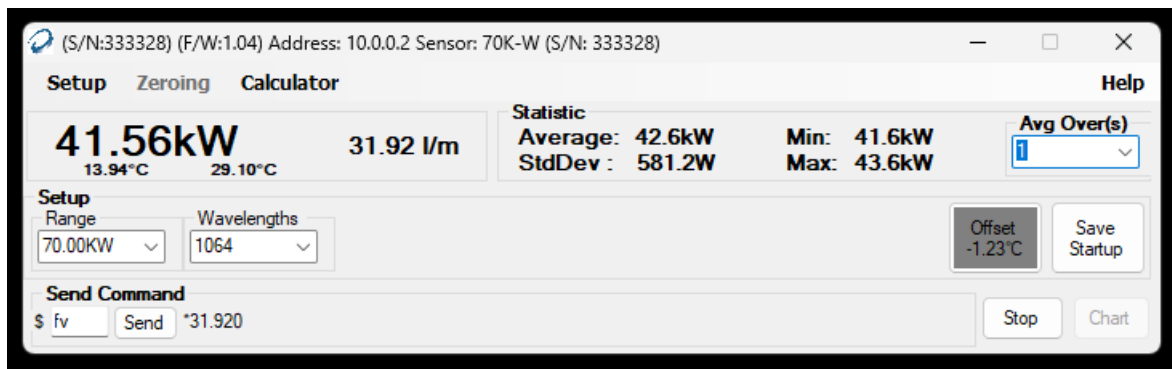 (S/N:333328) (F/W:1.04) Address: 10.0.0.2 Sensor: 70K-W (S/N: 333328)
Setup Zeroing Calculator Help
41.56kW 31.92 l/m
13.94°C 29.10°C
Statistic
Average: 42.6kW Min: 41.6kW
StdDev : 581.2W Max: 43.6kW
Avg Over(s)
1
Setup
Range Wavelengths
70.00KW 1064
Offset
-1.23°C
Save
Startup
Send Command
$ fv Send *31.920
Stop Chart